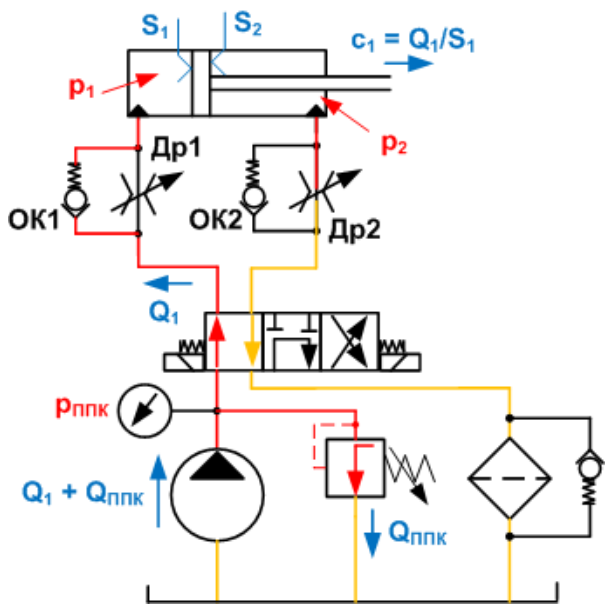 S₁ S₂
c₁ = Q₁/S₁
p₁
p₂
Др1
ОК1
ОК2
Др2
Q₁
pППК
Q₁ + QППК
QППК